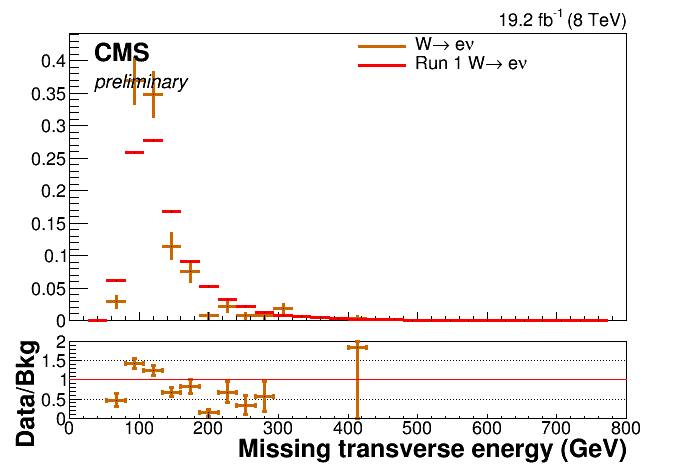 19.2 fb-1 (8 TeV)
CMS
preliminary
W→ eν
Run 1 W→ eν
0.4
0.35
0.3
0.25
0.2
0.15
0.1
0.05
0
Data/Bkg
2
1.5
1
0.5
0
0 100 200 300 400 500 600 700 800
Missing transverse energy (GeV)